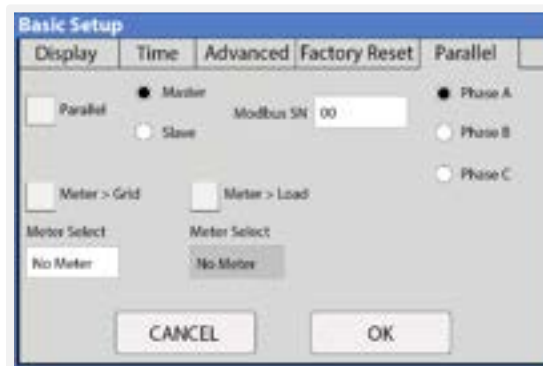 Basic Setup
Display Time Advanced Factory Reset Parallel
Parallel Master Modbus SN 00 Phase A
Slave Phase B
Phase C
Meter > Grid Meter > Load
Meter Select Meter Select
No Meter No Meter
CANCEL OK